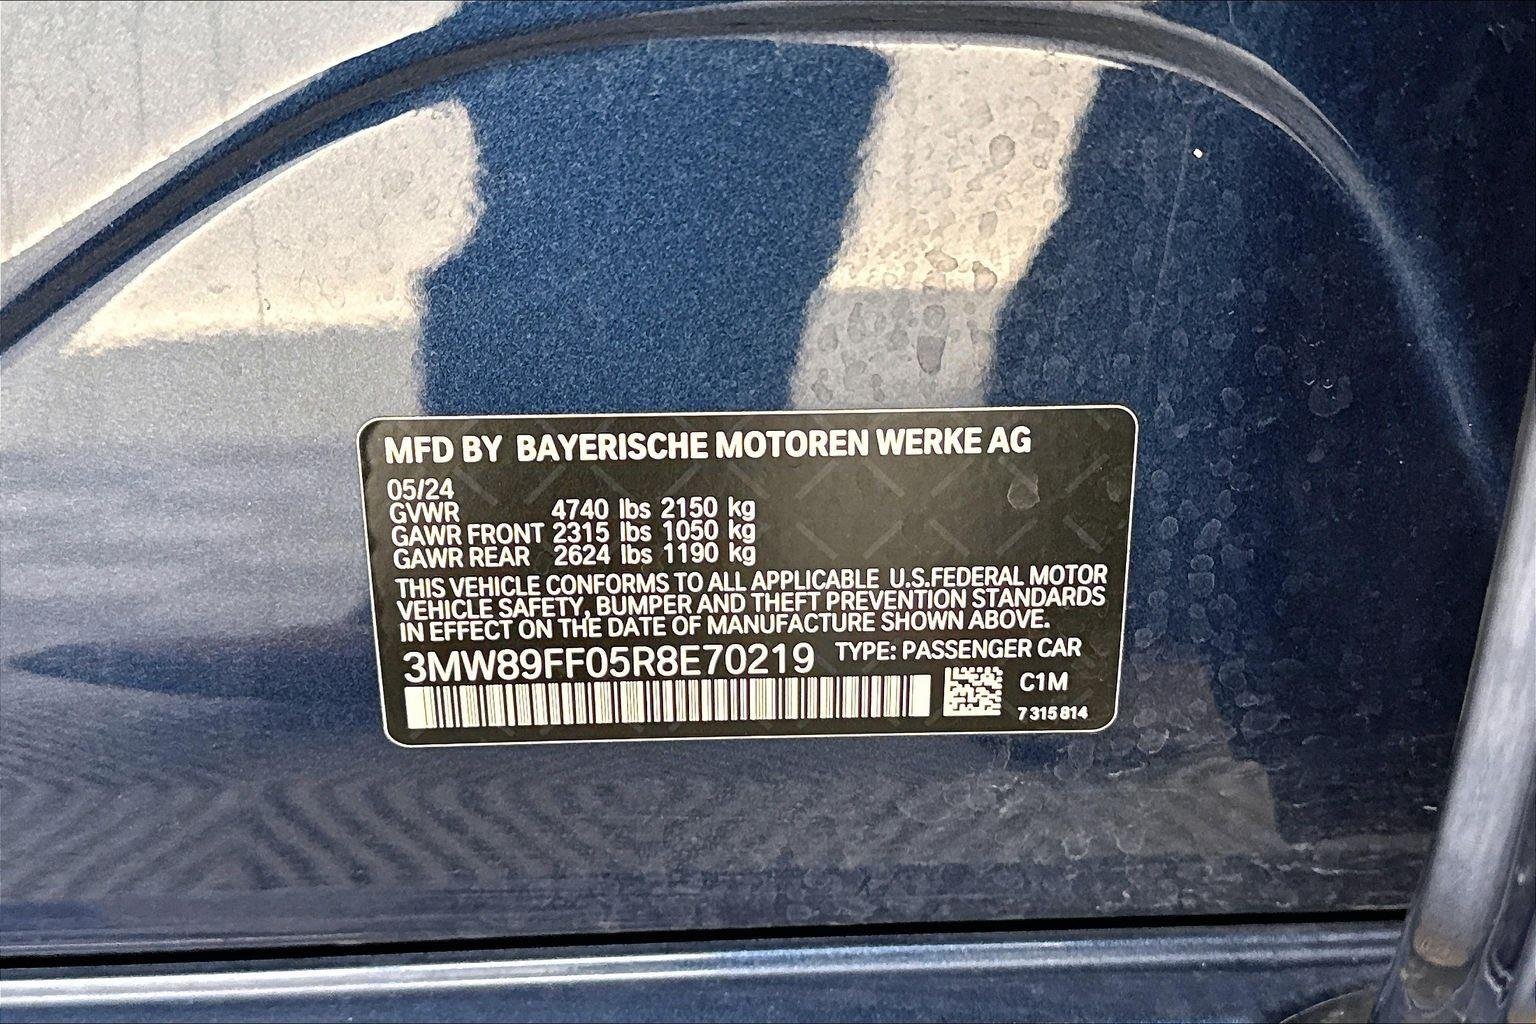 MFD BY BAYERISCHE MOTOREN WERKE AG
05/24
GVWR 4740 lbs 2150 kg
GAWR FRONT 2315 lbs 1050 kg
GAWR REAR 2624 lbs 1190 kg
THIS VEHICLE CONFORMS TO ALL APPLICABLE U.S.FEDERAL MOTOR
VEHICLE SAFETY, BUMPER AND THEFT PREVENTION STANDARDS
IN EFFECT ON THE DATE OF MANUFACTURE SHOWN ABOVE.
3MW89FF05R8E70219 TYPE: PASSENGER CAR
C1M
7 315 814